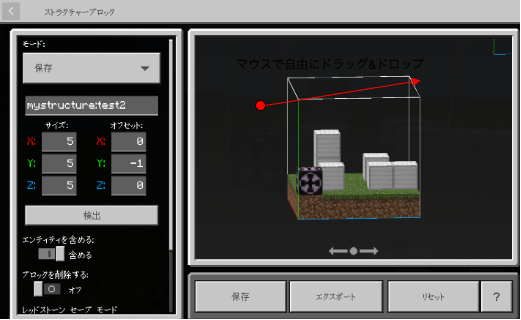 ストラクチャーブロック
モード:
保存
mystructure:test2
サイズ: オフセット:
X: 5 X: 0
Y: 5 Y: -1
Z: 5 Z: 0
検出
エンティティを含める:
含める
ブロックを削除する:
オフ
レッドストーン セーブ モード
マウスで自由にドラッグ&ドロップ
保存 エクスポート リセット ?